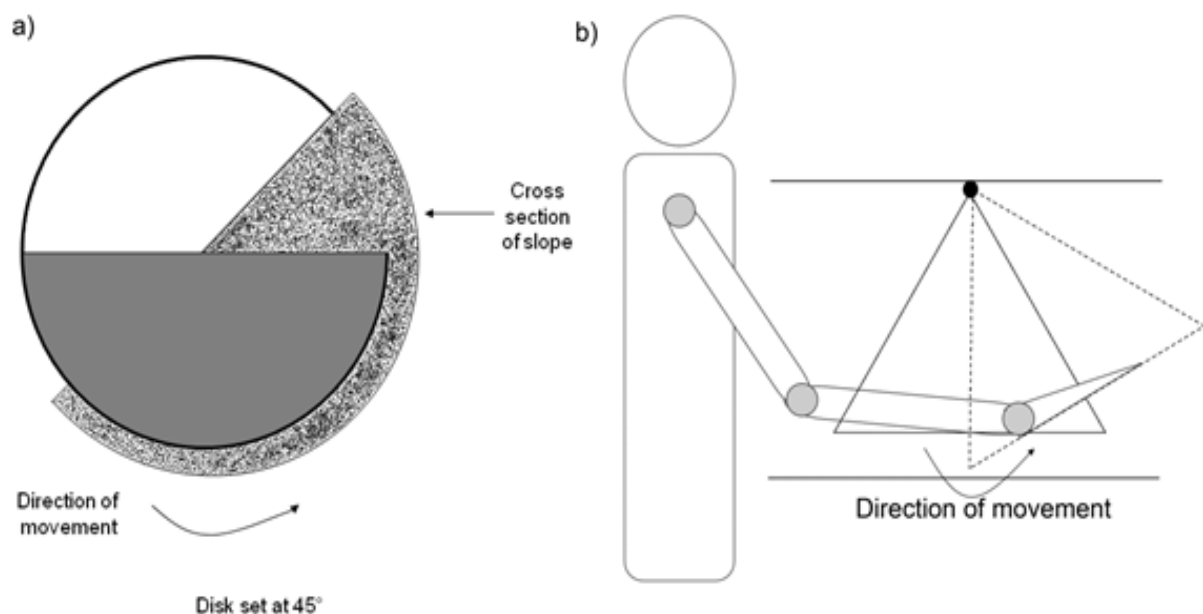 a)
b)
Cross
section
of slope
Direction of
movement
Direction of movement
Disk set at 45°